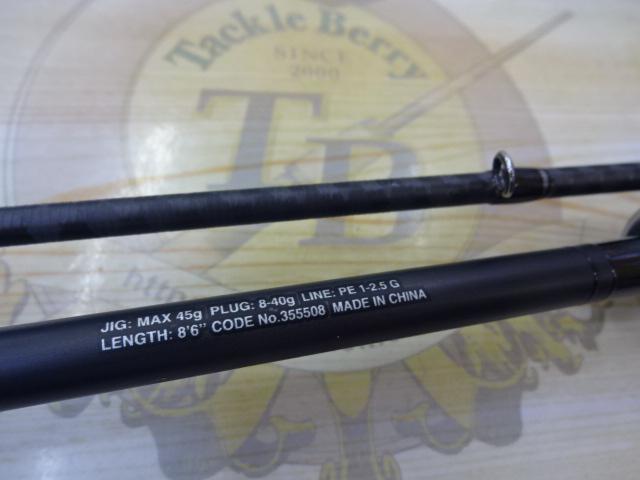 Tackle Berry
SINCE
2000
TB
JIG: MAX 45g PLUG: 8-40g LINE: PE 1-2.5 G
LENGTH: 8'6" CODE No.355508 MADE IN CHINA